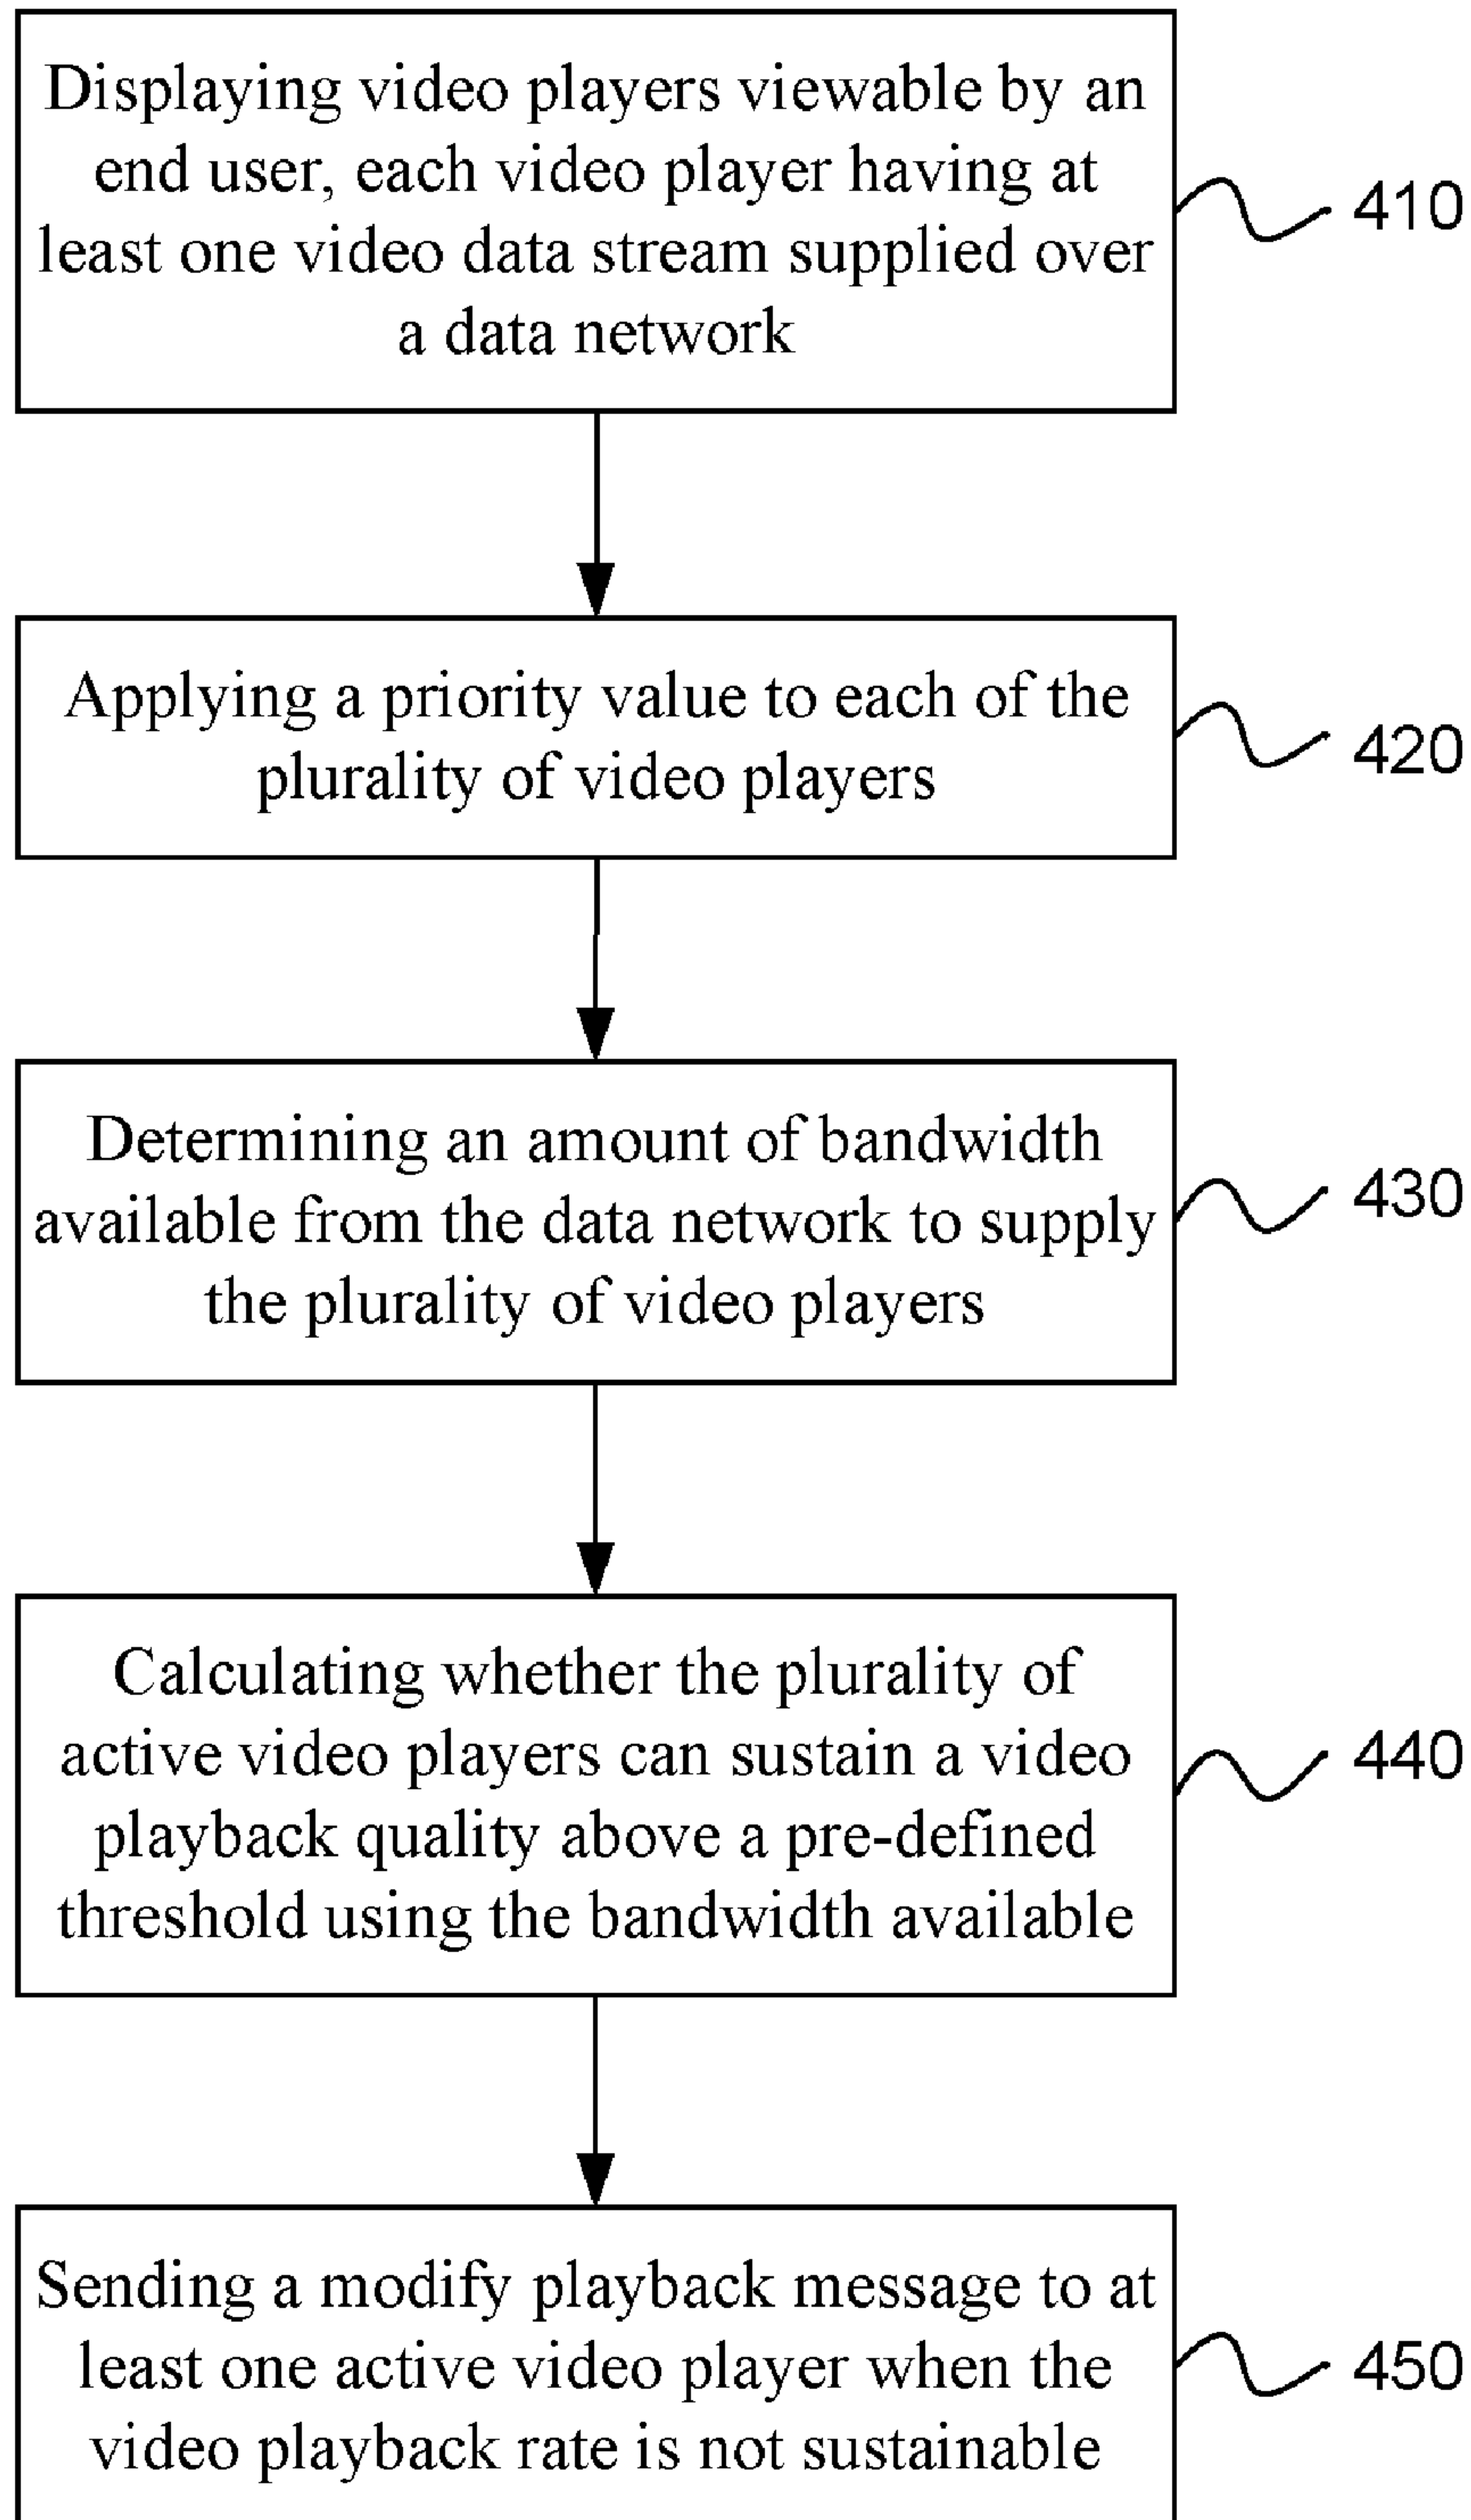 Displaying video players viewable by an
end user, each video player having at
least one video data stream supplied over
a data network
410
Applying a priority value to each of the
plurality of video players
420
Determining an amount of bandwidth
available from the data network to supply
the plurality of video players
430
Calculating whether the plurality of
active video players can sustain a video
playback quality above a pre-defined
threshold using the bandwidth available
440
Sending a modify playback message to at
least one active video player when the
video playback rate is not sustainable
450